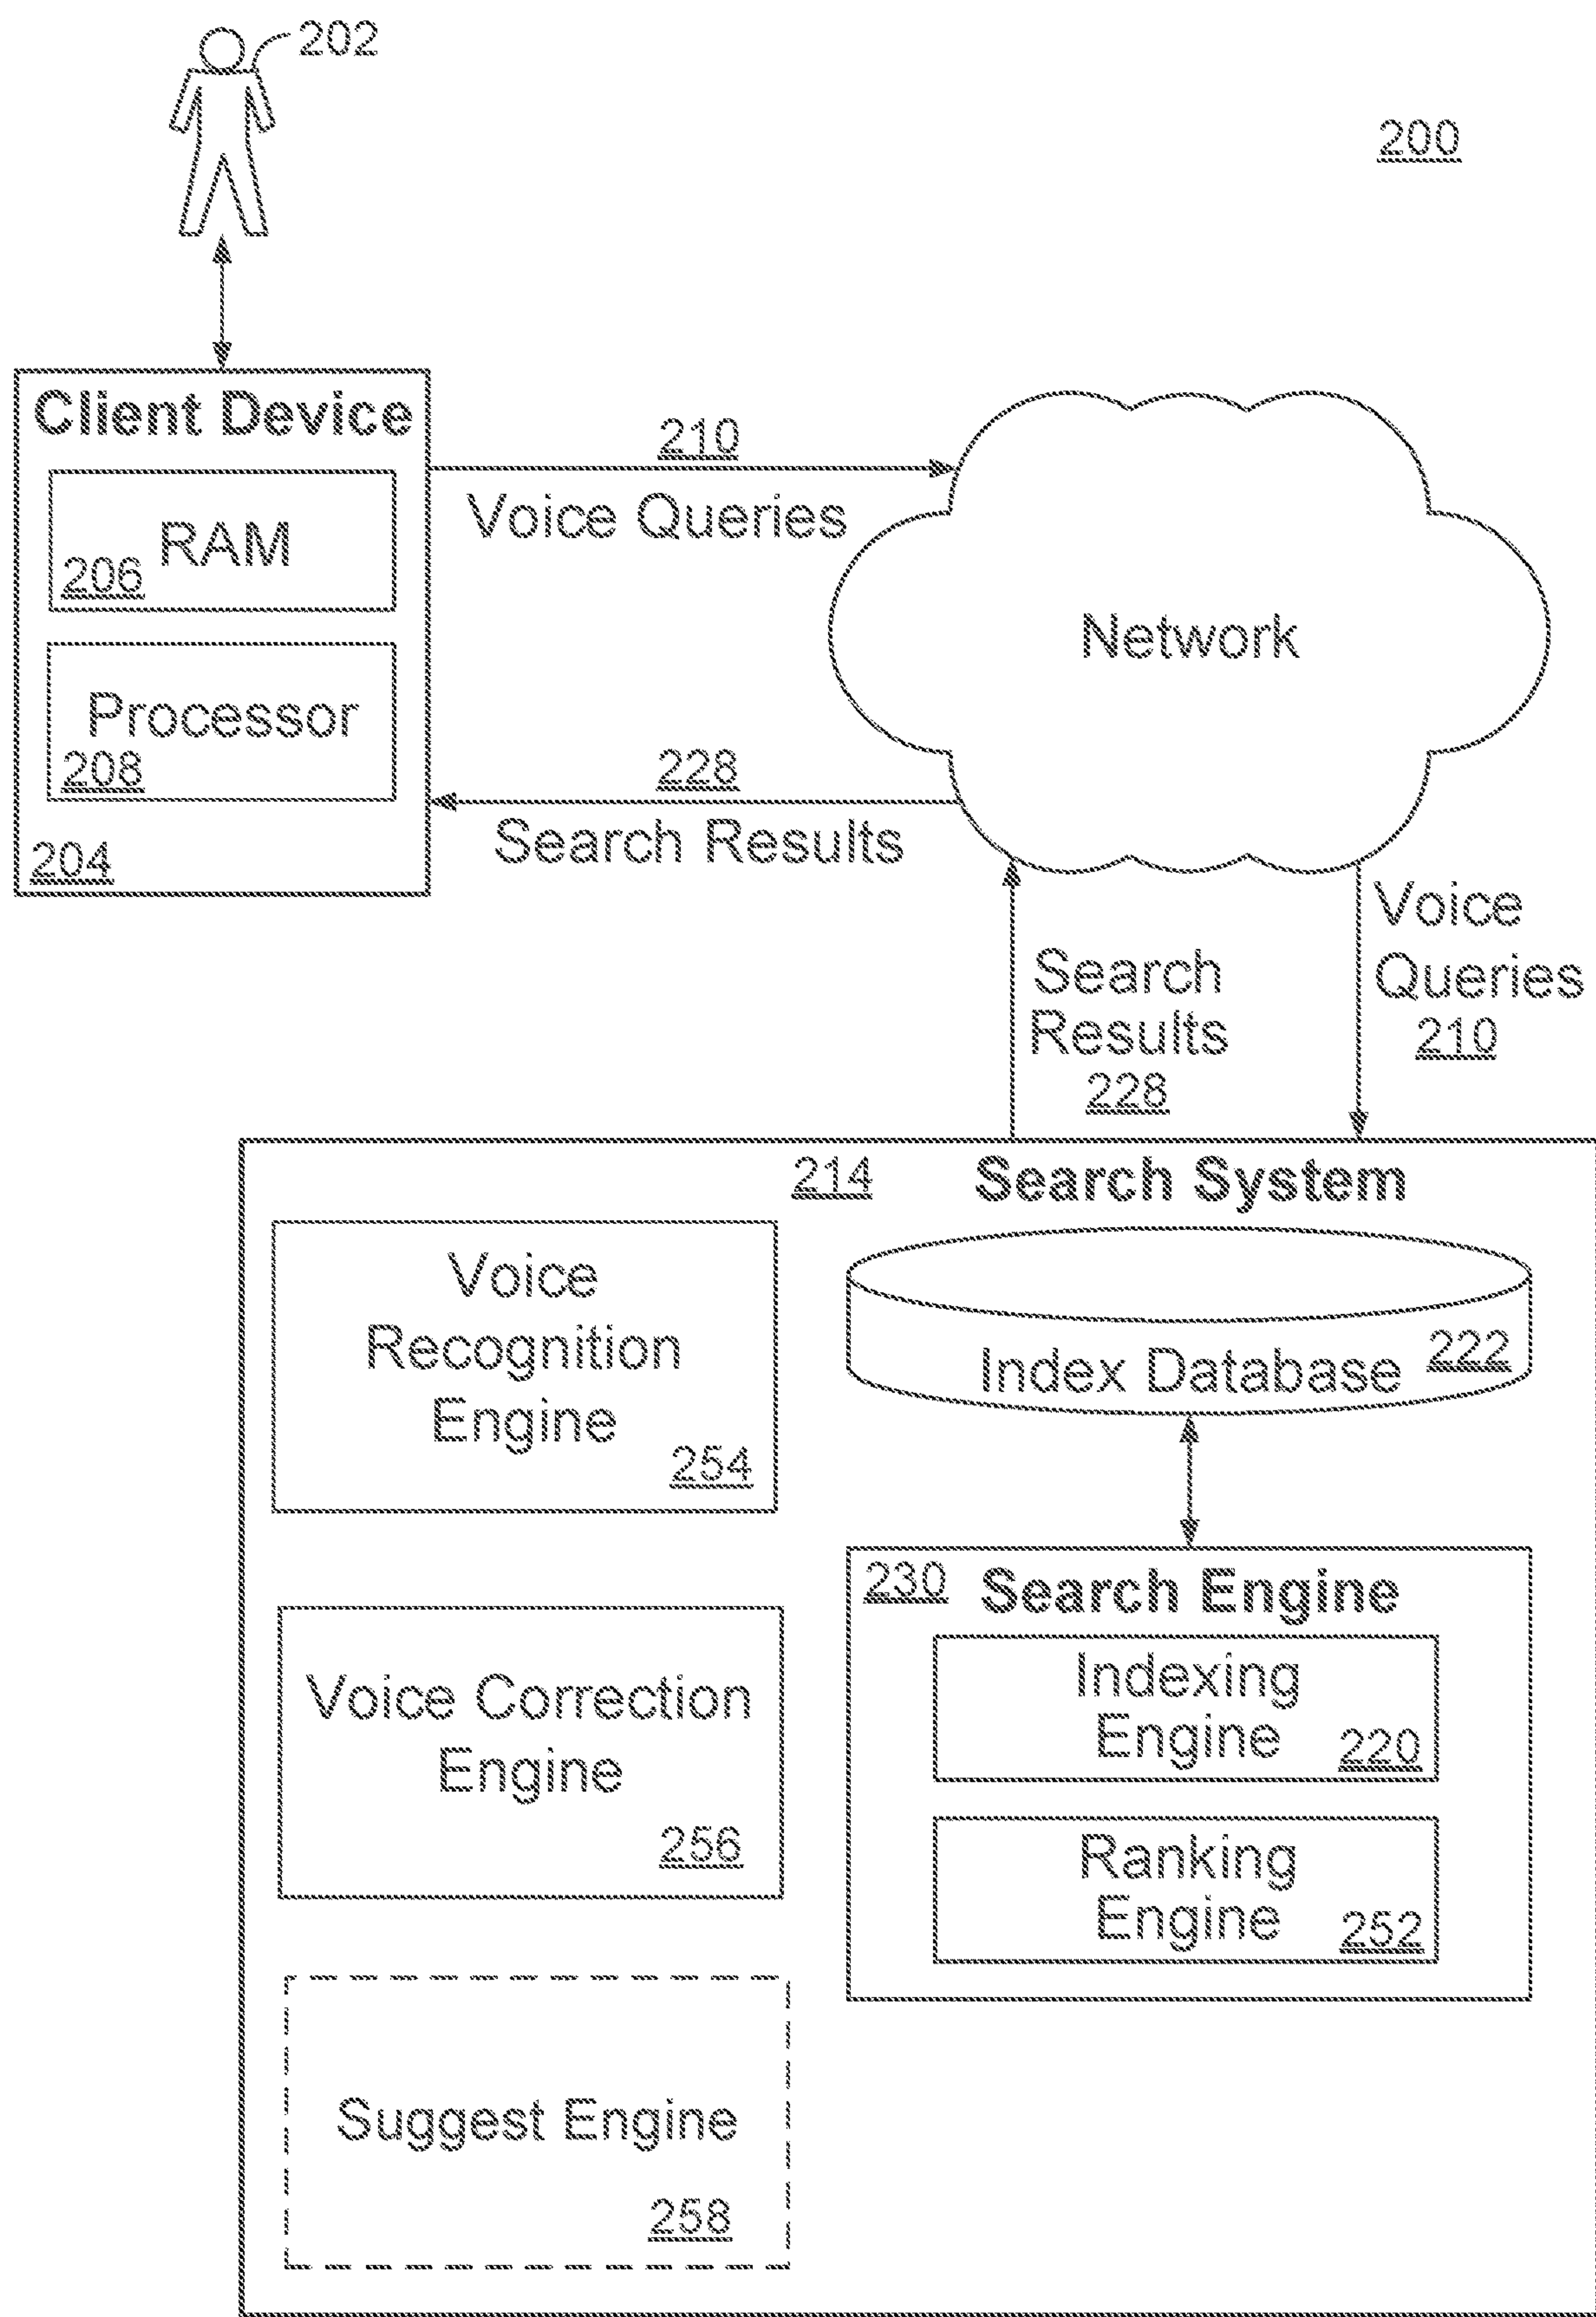 202
200
Client Device
RAM
206
Processor
208
204
210
Voice Queries
Network
228
Search Results
Voice
Queries
210
Search
Results
228
214
Search System
Voice
Recognition
Engine
254
Index Database
222
Voice Correction
Engine
256
230
Search Engine
Indexing
Engine
220
Ranking
Engine
252
Suggest Engine
258